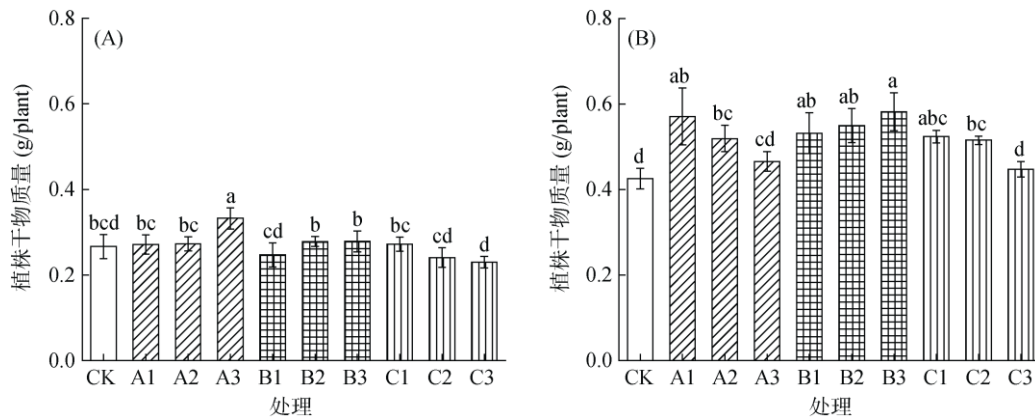 (A)
植株干物质量 (g/plant)
0.8
0.6
0.4
0.2
0.0
bcd bc bc a cd b b bc cd d
CK A1 A2 A3 B1 B2 B3 C1 C2 C3
处理
(B)
植株干物质量 (g/plant)
0.8
0.6
0.4
0.2
0.0
d ab bc cd ab ab a abc bc d
CK A1 A2 A3 B1 B2 B3 C1 C2 C3
处理